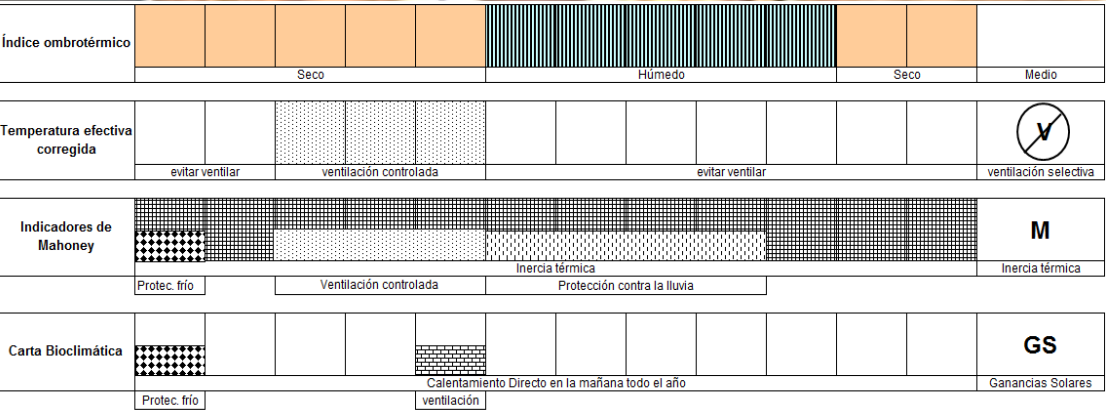 Índice ombrotérmico
Seco
Húmedo
Seco
Medio
Temperatura efectiva
corregida
V
evitar ventilar
ventilación controlada
evitar ventilar
ventilación selectiva
Indicadores de
Mahoney
M
Inercia térmica
Inercia térmica
Protec. frío
Ventilación controlada
Protección contra la lluvia
Carta Bioclimática
GS
Calentamiento Directo en la mañana todo el año
Ganancias Solares
Protec. frío
ventilación